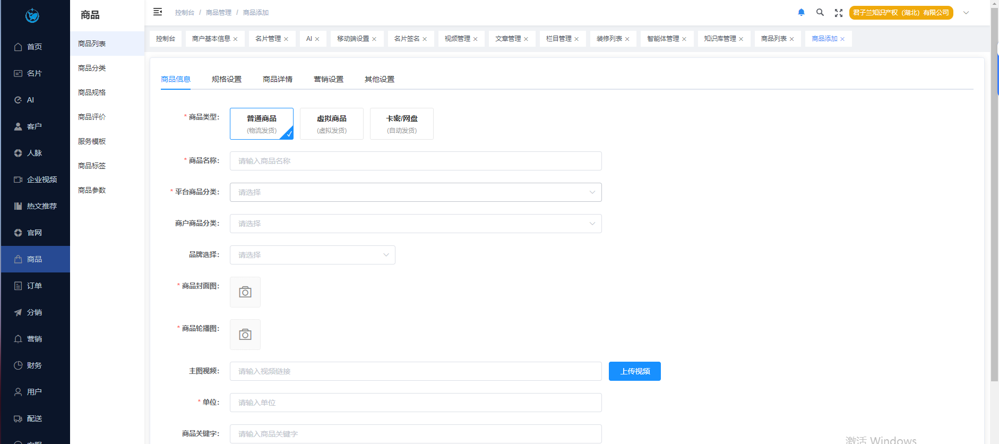 商品
控制台 / 商品管理 / 商品添加
君子兰知识产权（湖北）有限公司
控制台
商户基本信息
名片管理
AI
移动端设置
名片签名
视频管理
文章管理
栏目管理
装修列表
智能体管理
知识库管理
商品列表
商品添加
首页
名片
AI
客户
人脉
企业视频
热文推荐
官网
商品
订单
分销
营销
财务
用户
配送
客服
商品列表
商品分类
商品规格
商品评价
服务模板
商品标签
商品参数
商品信息
规格设置
商品详情
营销设置
其他设置
* 商品类型：
普通商品
(物流发货)
虚拟商品
(虚拟发货)
卡密/网盘
(自动发货)
* 商品名称：
请输入商品名称
* 平台商品分类：
请选择
商户商品分类：
请选择
品牌选择：
请选择
* 商品封面图：
* 商品轮播图：
主图视频：
请输入视频链接
上传视频
* 单位：
请输入单位
商品关键字：
请输入商品关键字
激活 Windows